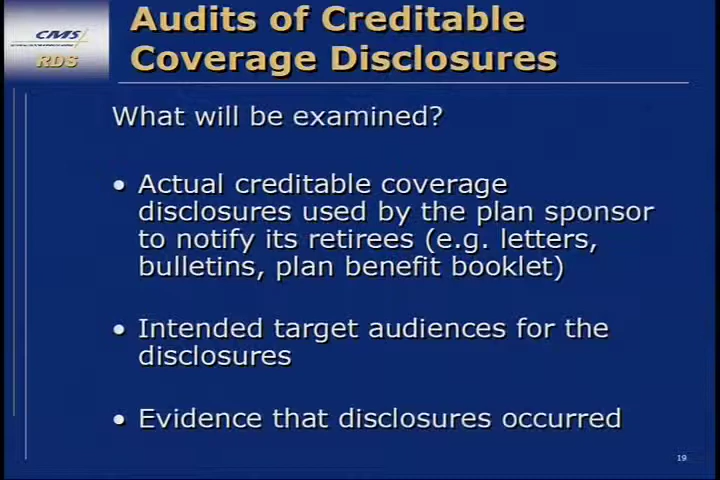 Audits of Creditable
Coverage Disclosures
CMS
RDS
What will be examined?
• Actual creditable coverage
disclosures used by the plan sponsor
to notify its retirees (e.g. letters,
bulletins, plan benefit booklet)
• Intended target audiences for the
disclosures
• Evidence that disclosures occurred
19